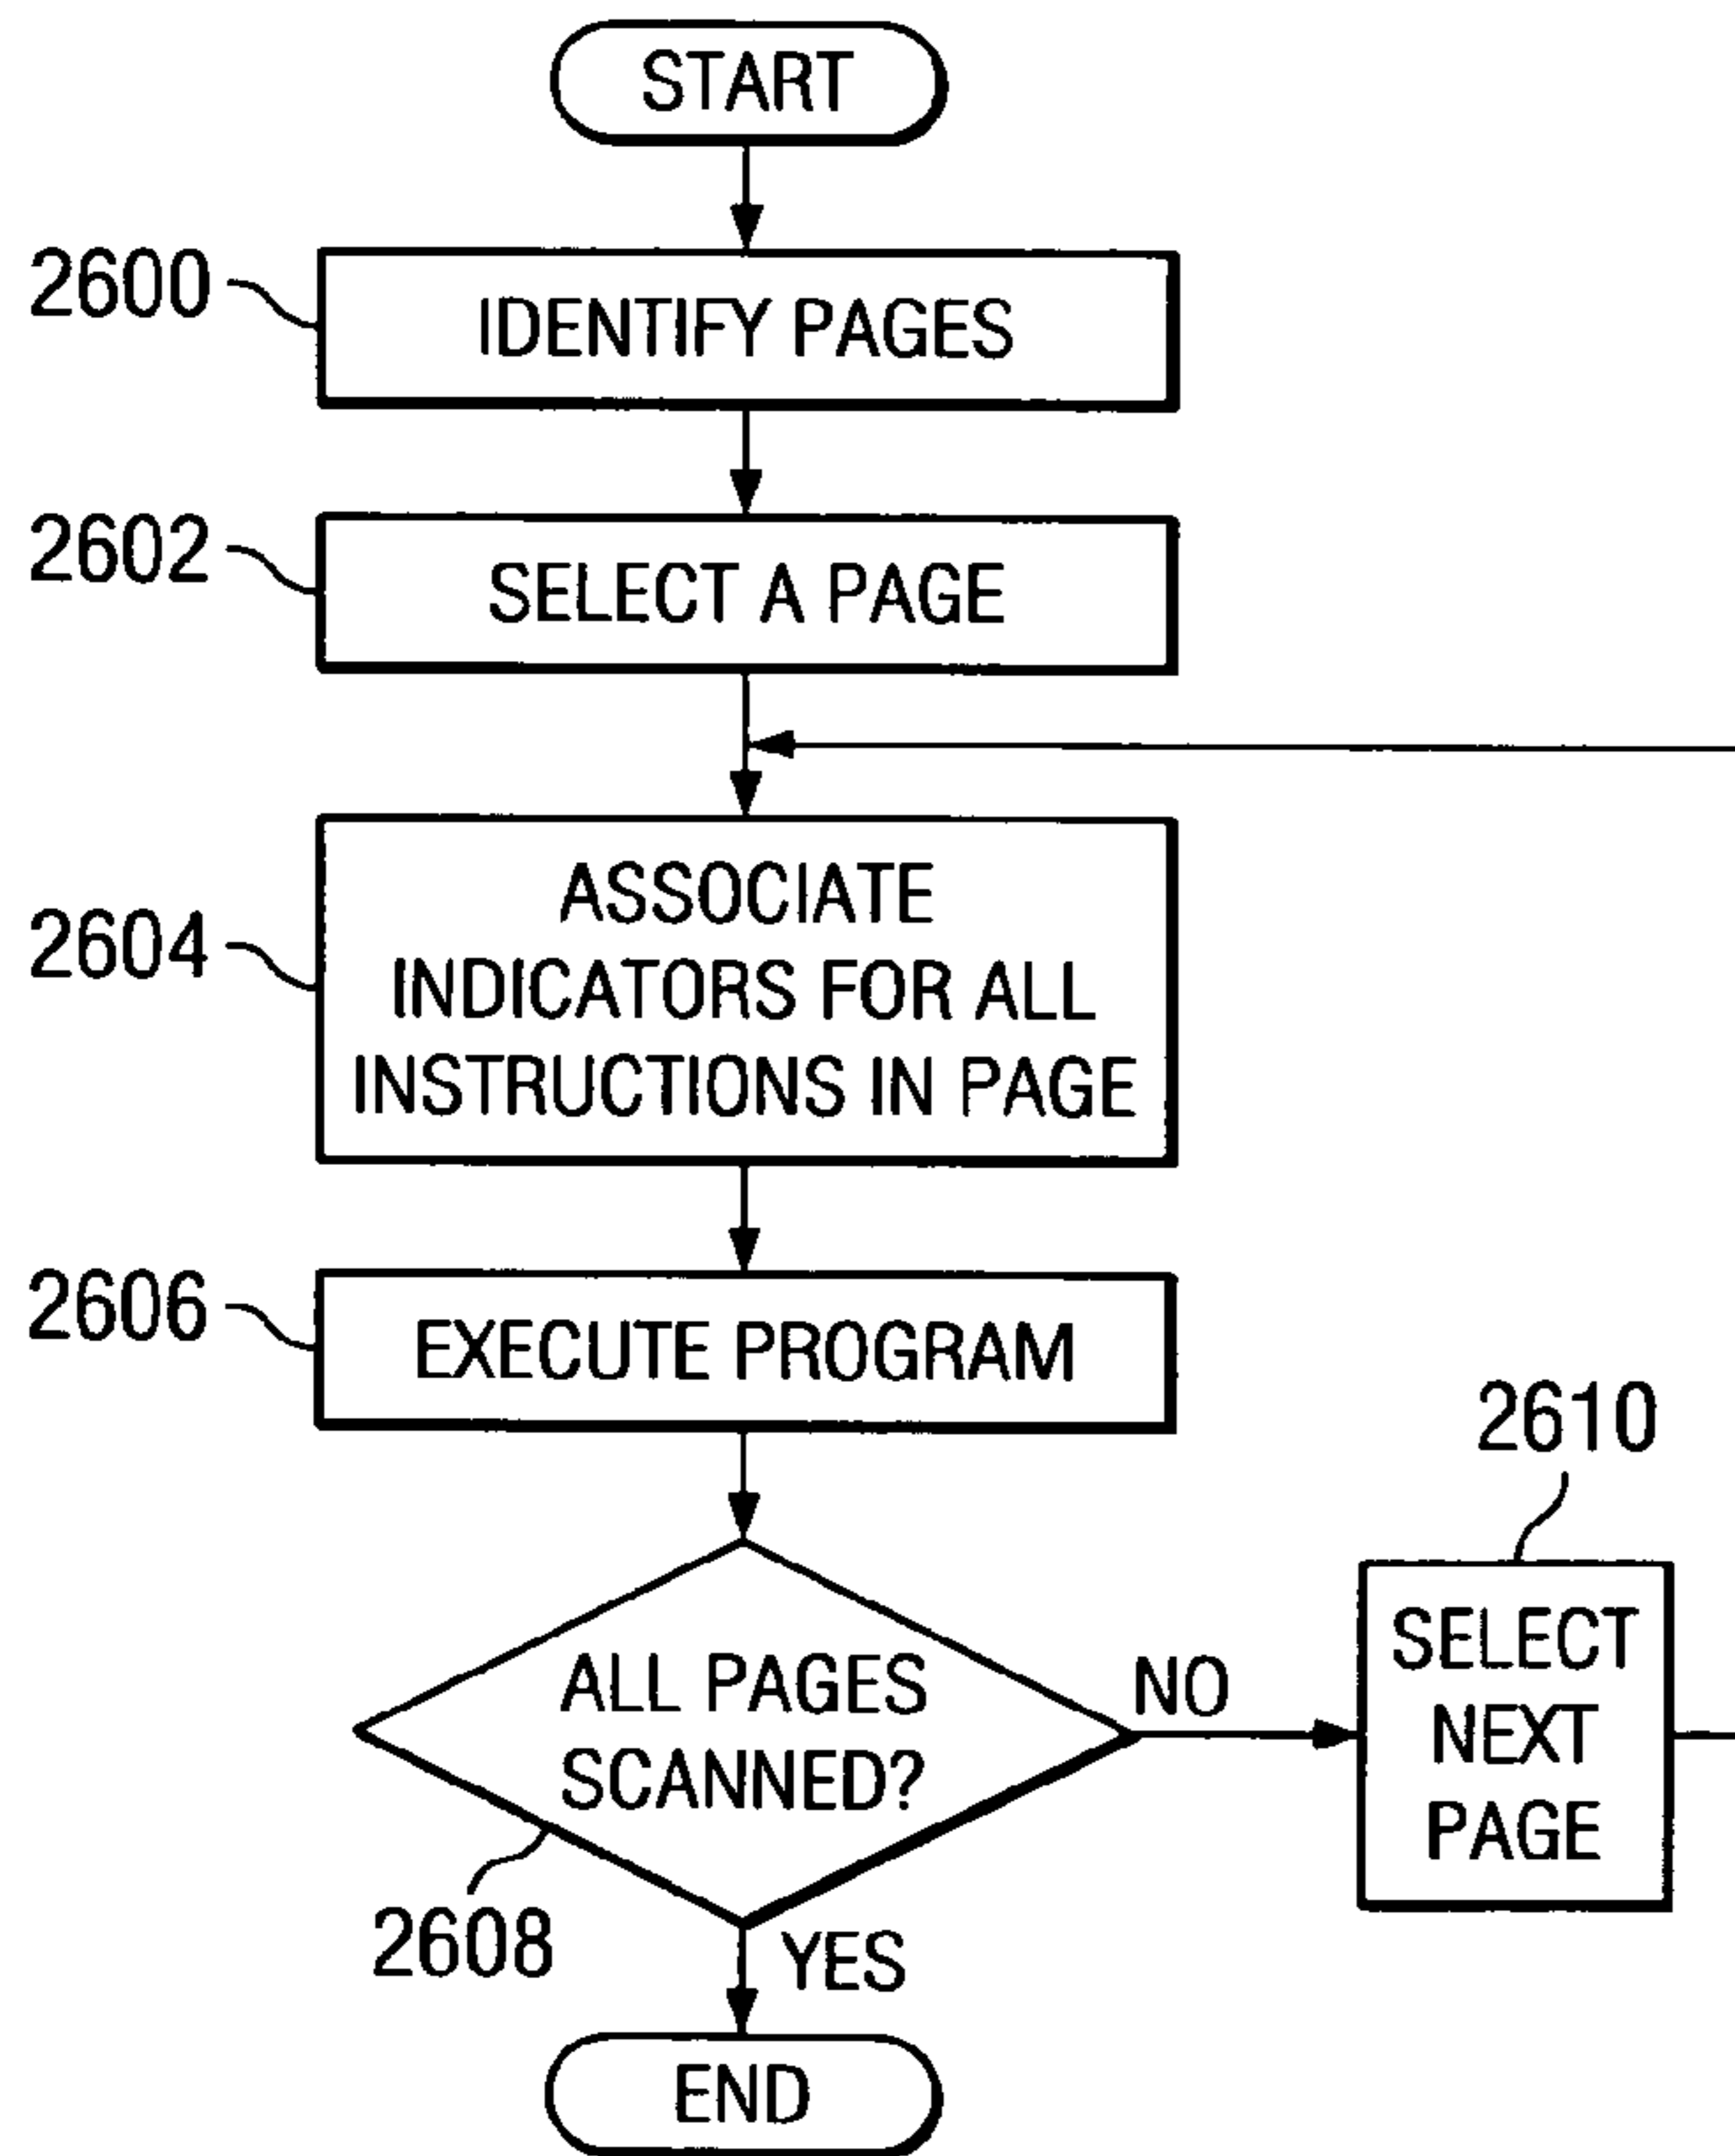 START
2600
IDENTIFY PAGES
2602
SELECT A PAGE
2604
ASSOCIATE
INDICATORS FOR ALL
INSTRUCTIONS IN PAGE
2606
EXECUTE PROGRAM
2608
ALL PAGES
SCANNED?
NO
2610
SELECT
NEXT
PAGE
YES
END